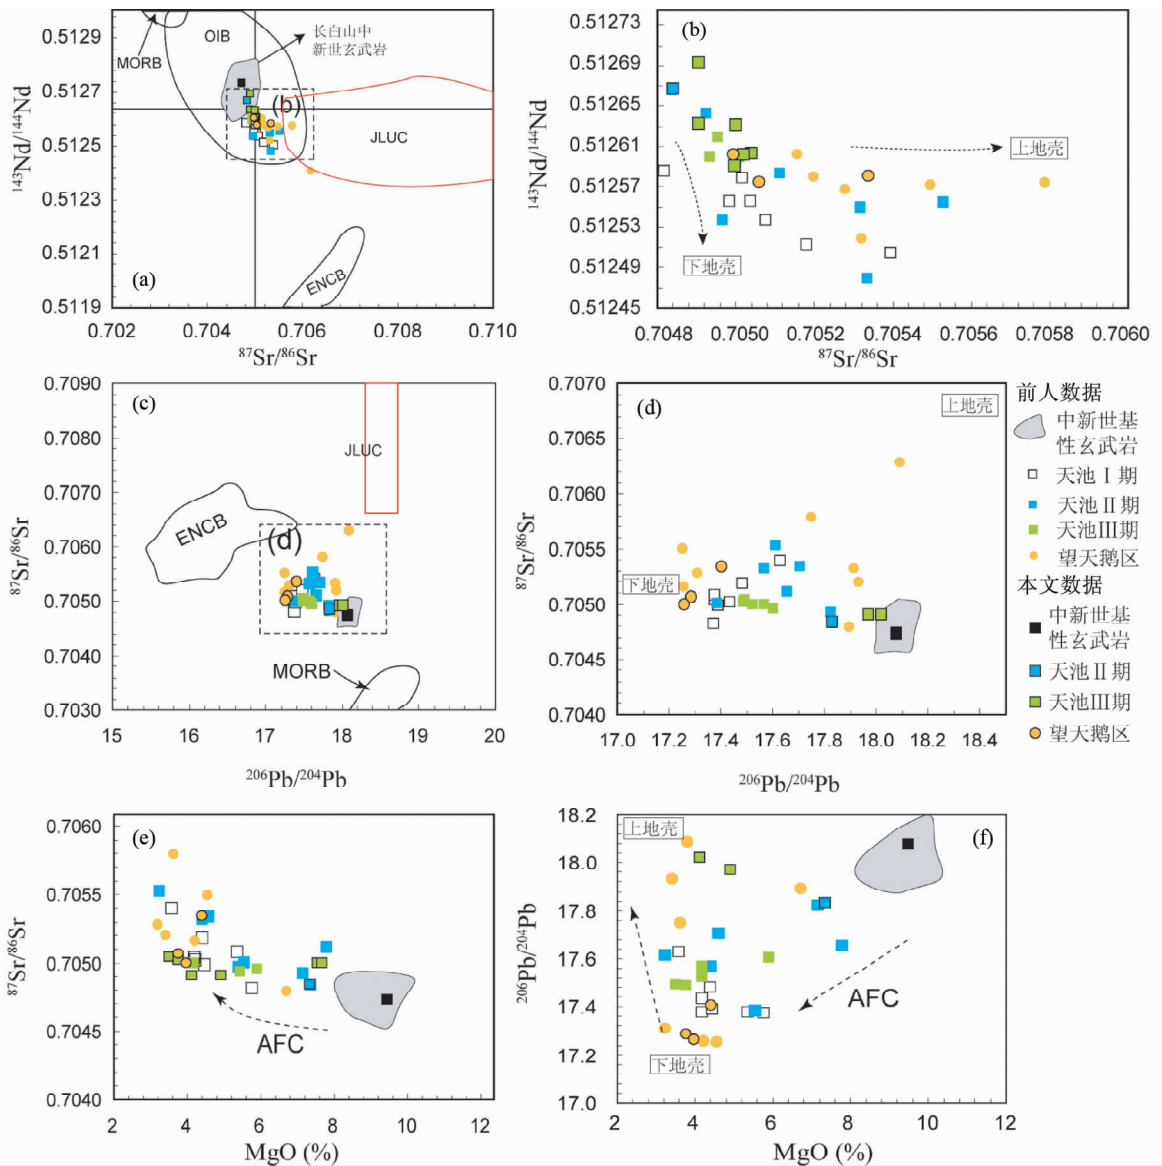 0.5129
0.5127
0.5125
0.5123
0.5121
0.5119
¹⁴³Nd/¹⁴⁴Nd
OIB
MORB
长白山中
新世玄武岩
(b)
JLUC
ENCB
(a)
0.702
0.704
0.706
0.708
0.710
⁸⁷Sr/⁸⁶Sr
0.51273
0.51269
0.51265
0.51261
0.51257
0.51253
0.51249
0.51245
¹⁴³Nd/¹⁴⁴Nd
(b)
上地壳
下地壳
0.7048
0.7050
0.7052
0.7054
0.7056
0.7058
0.7060
⁸⁷Sr/⁸⁶Sr
0.7090
0.7080
0.7070
0.7060
0.7050
0.7040
0.7030
⁸⁷Sr/⁸⁶Sr
(c)
JLUC
ENCB
(d)
MORB
15
16
17
18
19
20
²⁰⁶Pb/²⁰⁴Pb
0.7070
0.7065
0.7060
0.7055
0.7050
0.7045
0.7040
⁸⁷Sr/⁸⁶Sr
(d)
上地壳
下地壳
17.0
17.2
17.4
17.6
17.8
18.0
18.2
18.4
²⁰⁶Pb/²⁰⁴Pb
前人数据
中新世基
性玄武岩
天池Ⅰ期
天池Ⅱ期
天池Ⅲ期
望天鹅区
本文数据
中新世基
性玄武岩
天池Ⅱ期
天池Ⅲ期
望天鹅区
0.7060
0.7055
0.7050
0.7045
0.7040
⁸⁷Sr/⁸⁶Sr
(e)
AFC
2
4
6
8
10
12
MgO (%)
18.2
18.0
17.8
17.6
17.4
17.2
17.0
²⁰⁶Pb/²⁰⁴Pb
上地壳
(f)
AFC
下地壳
2
4
6
8
10
12
MgO (%)